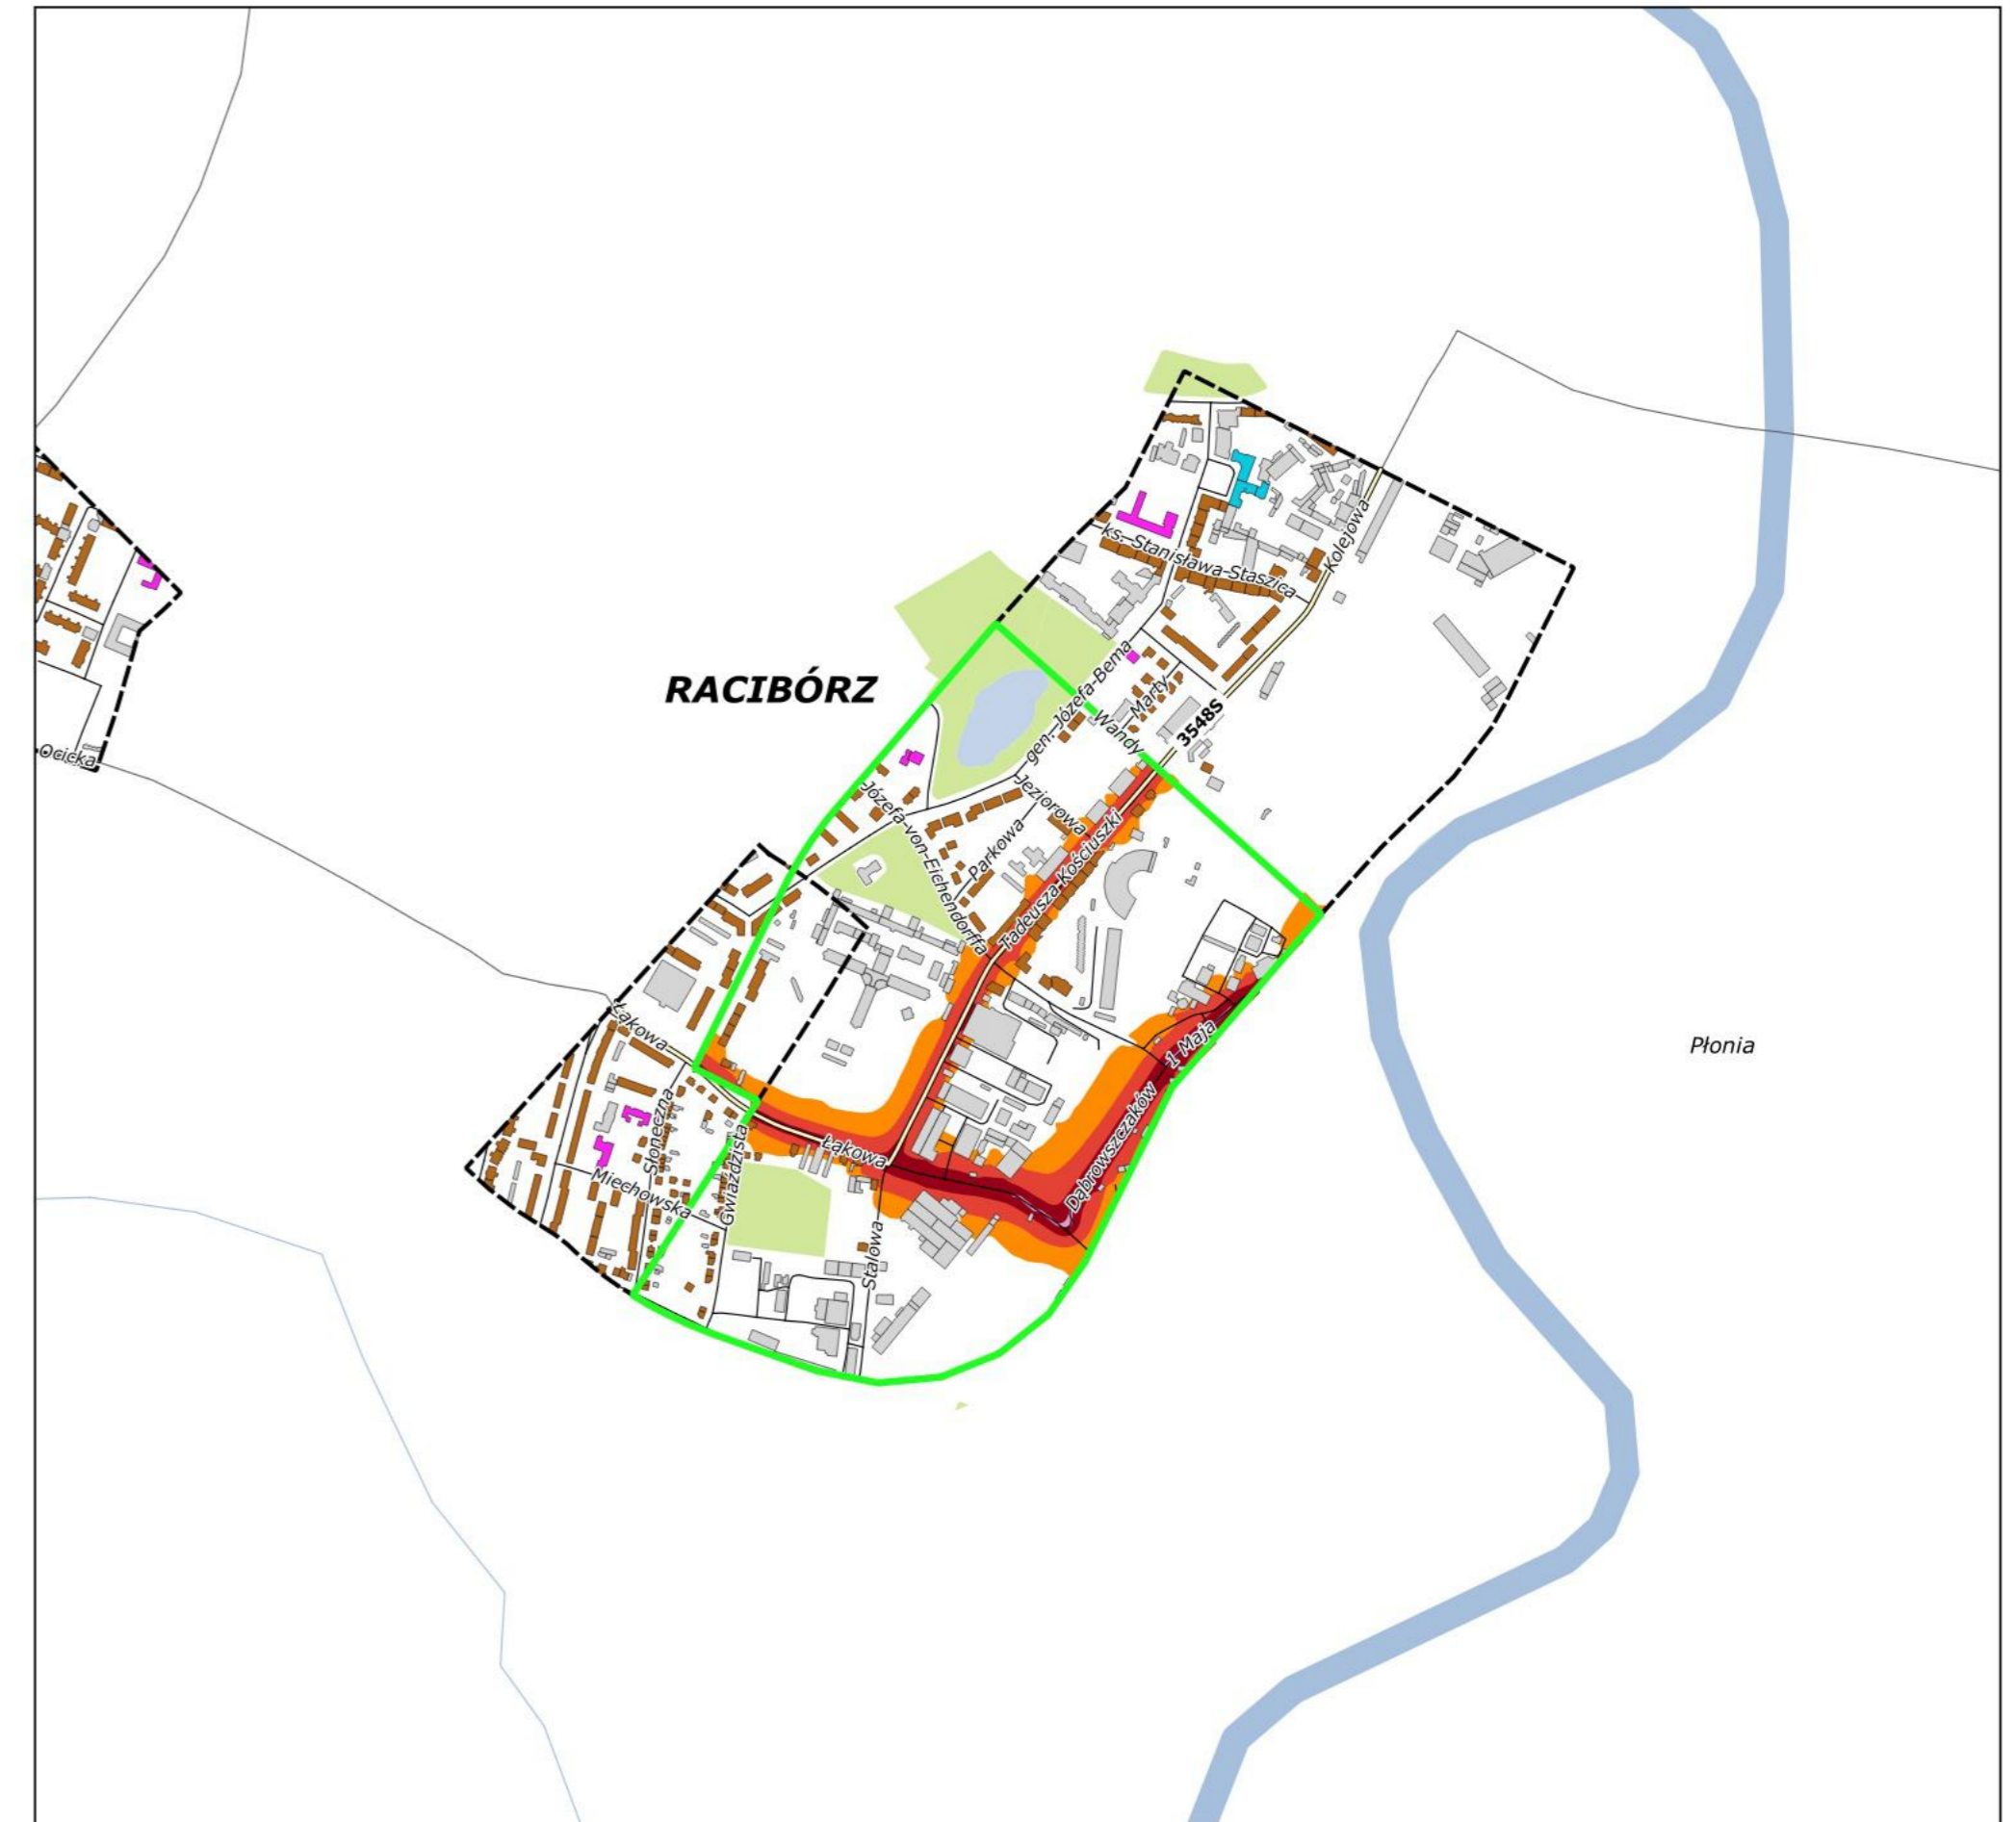 Kolejowa
ks. Stanisława Staszica
RACIBÓRZ
gen. Józefa Bema
Marty
3548S
Wandy
Ocicka
Jeziorowa
Józefa von Eichendorffa
Parkowa
Tadeusza Kościuszki
Łąkowa
1 Maja
Płonia
Dąbrowszczaków
Słoneczna
Gwiaździsta
Łąkowa
Miechowska
Stalowa